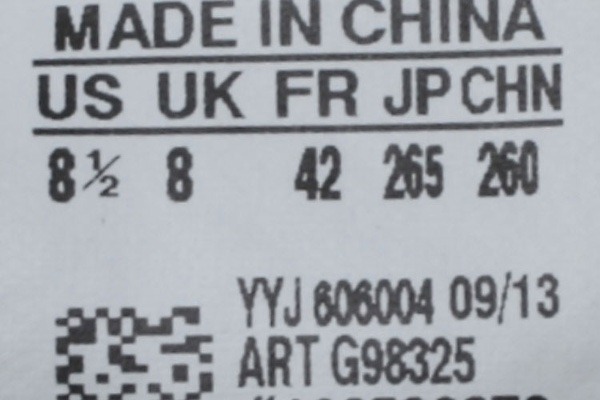 MADE IN CHINA
US UK FR JP CHN
8½ 8 42 265 260
YYJ 606004 09/13
ART G98325